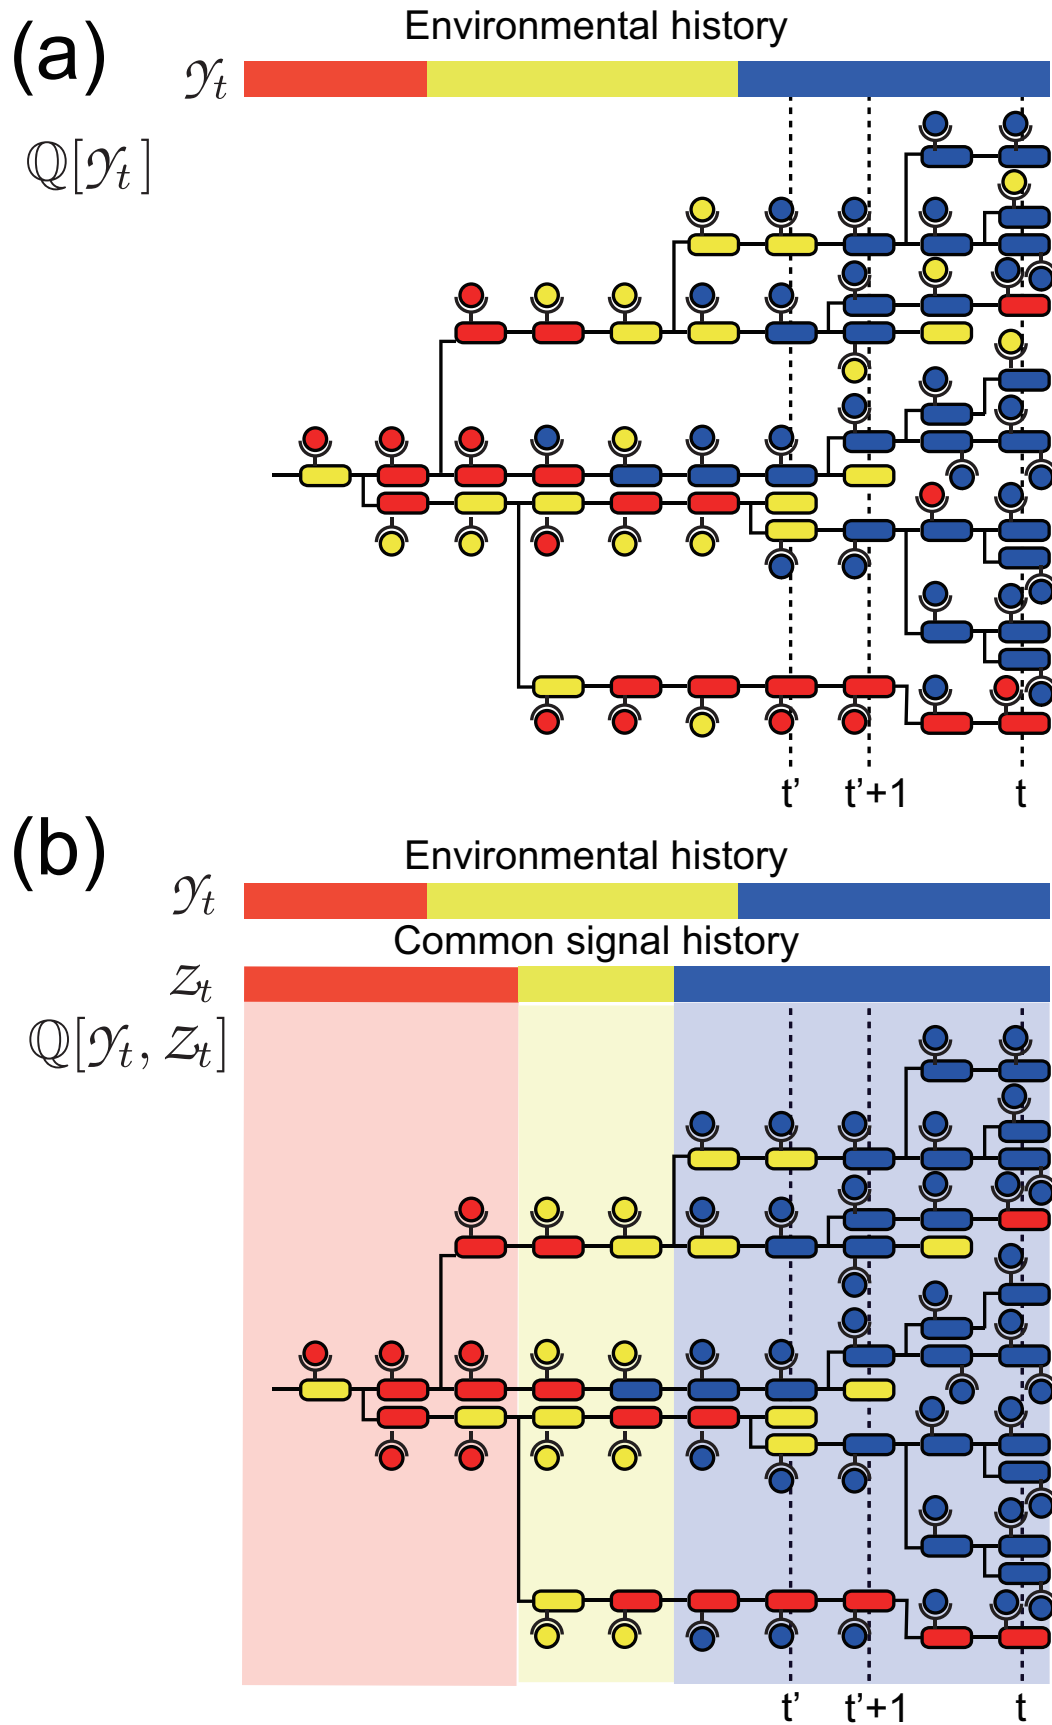 (a)
Environmental history
𝒴t
ℚ[𝒴t]
t’ t’+1 t
(b)
Environmental history
𝒴t
Common signal history
𝒵t
ℚ[𝒴t, 𝒵t]
t’ t’+1 t